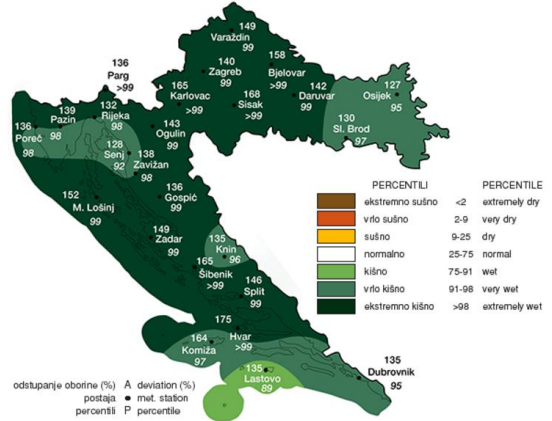 149
Varaždin
99
136
Parg
>99
140
Zagreb
99
158
Bjelovar
>99
165
Karlovac
>99
168
Sisak
>99
142
Daruvar
99
127
Osijek
95
130
Sl. Brod
97
132
Rijeka
98
139
Pazin
98
136
Poreč
98
143
Ogulin
99
128
Senj
92
138
Zavižan
98
136
Gospić
99
152
M. Lošinj
99
149
Zadar
99
135
Knin
96
165
Šibenik
>99
146
Split
99
175
Hvar
>99
164
Komiža
97
135
Lastovo
89
135
Dubrovnik
95
PERCENTILI PERCENTILE
ekstremno sušno <2 extremely dry
vrlo sušno 2-9 very dry
sušno 9-25 dry
normalno 25-75 normal
kišno 75-91 wet
vrlo kišno 91-98 very wet
ekstremno kišno >98 extremely wet
odstupanje oborine (%) A deviation (%)
postaja ● met. station
percentili P percentile